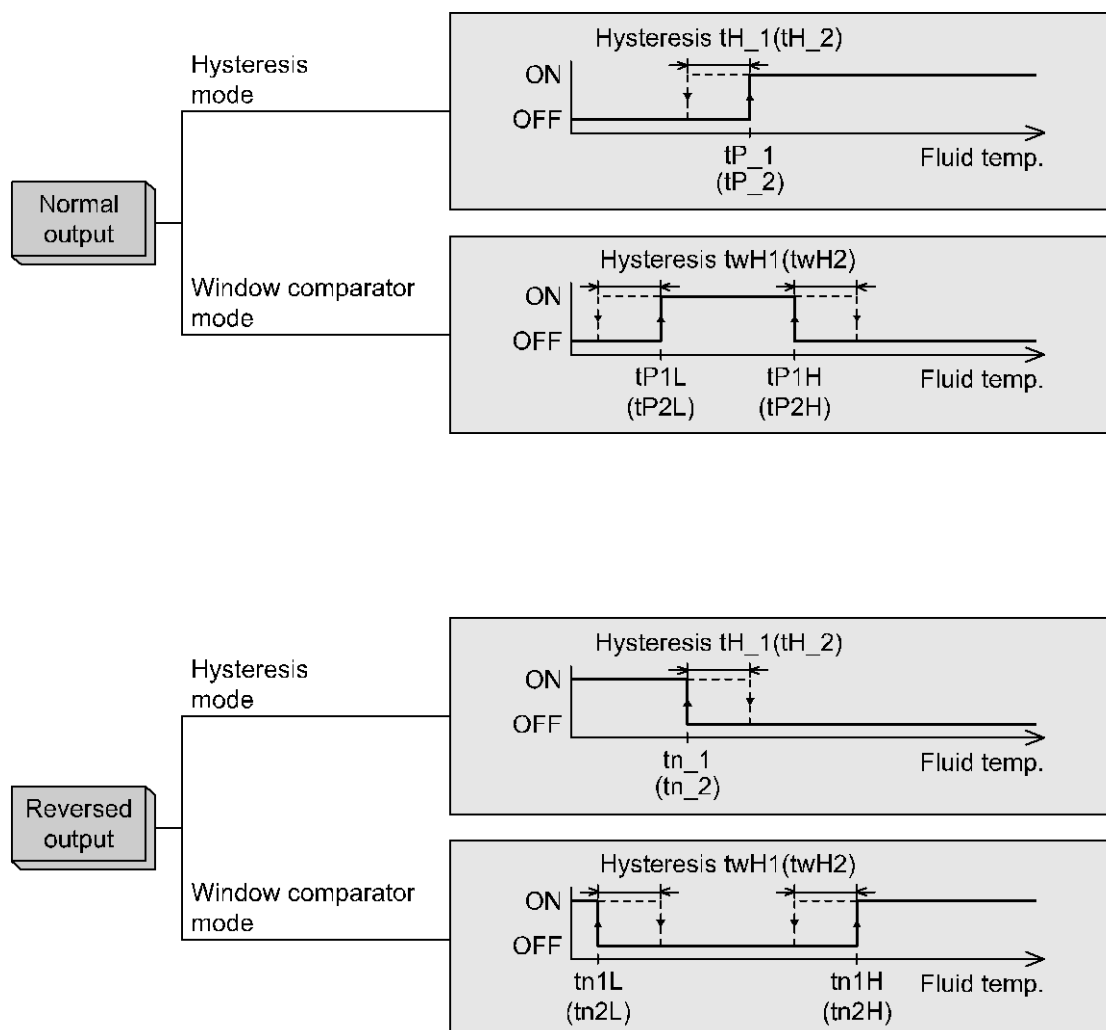 Normal
output
Hysteresis
mode
Hysteresis tH_1(tH_2)
ON
OFF
tP_1
(tP_2)
Fluid temp.
Window comparator
mode
Hysteresis twH1(twH2)
ON
OFF
tP1L
(tP2L)
tP1H
(tP2H)
Fluid temp.
Reversed
output
Hysteresis
mode
Hysteresis tH_1(tH_2)
ON
OFF
tn_1
(tn_2)
Fluid temp.
Window comparator
mode
Hysteresis twH1(twH2)
ON
OFF
tn1L
(tn2L)
tn1H
(tn2H)
Fluid temp.